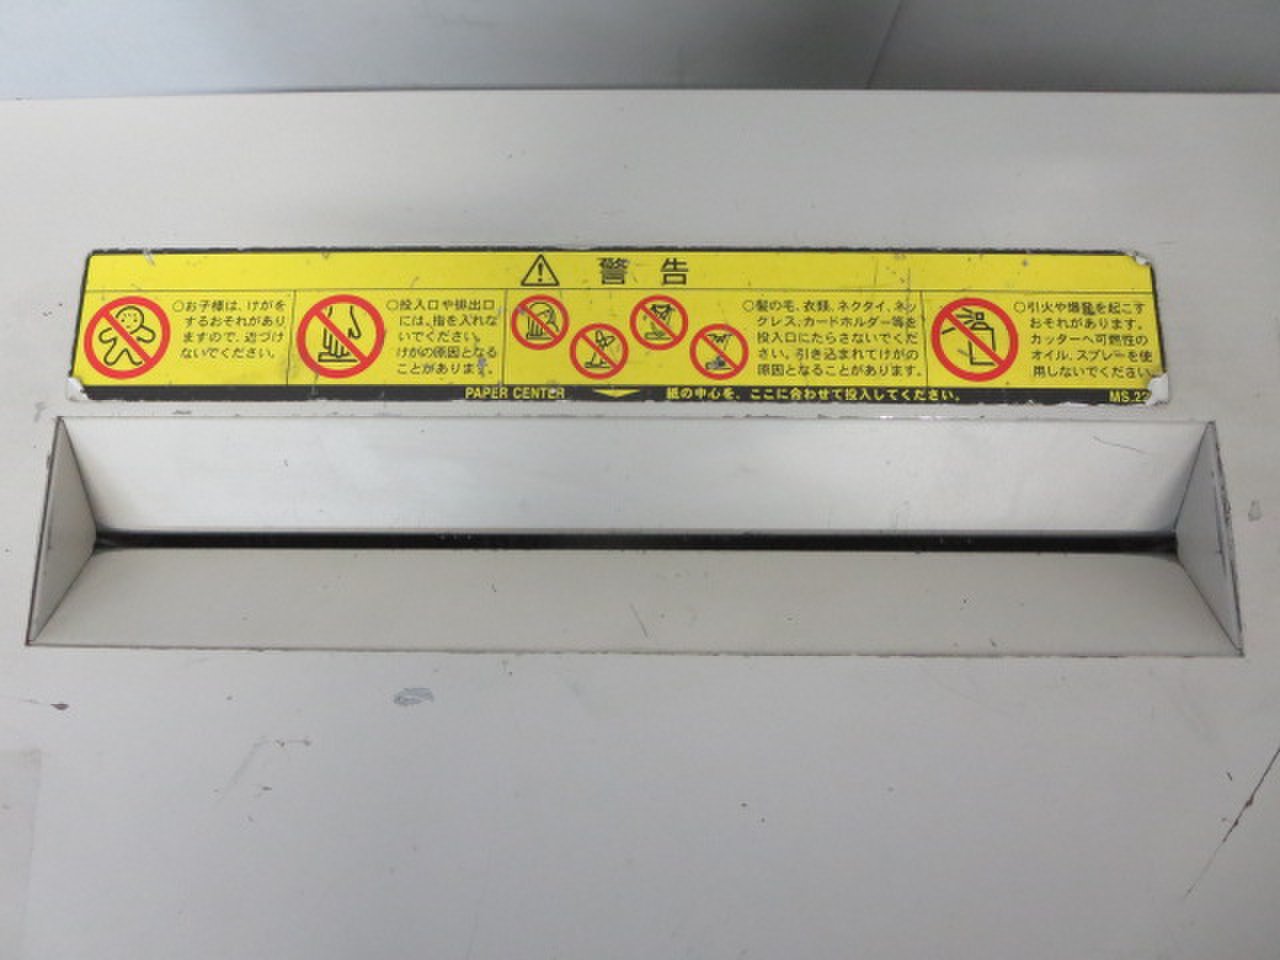 警 告
○お子様は、けがを
するおそれがあり
ますので、近づけ
ないでください。
○投入口や排出口
には、指を入れな
いでください。
けがの原因となる
ことがあります。
○髪の毛、衣類、ネクタイ、ネッ
クレス、カードホルダー等を
投入口にたらさないでくだ
さい。引き込まれてけがの
原因となることがあります。
○引火や爆発を起こす
おそれがあります。
カッターへ可燃性の
オイル、スプレーを使
用しないでください。
PAPER CENTER 紙の中心を、ここに合わせて投入してください。